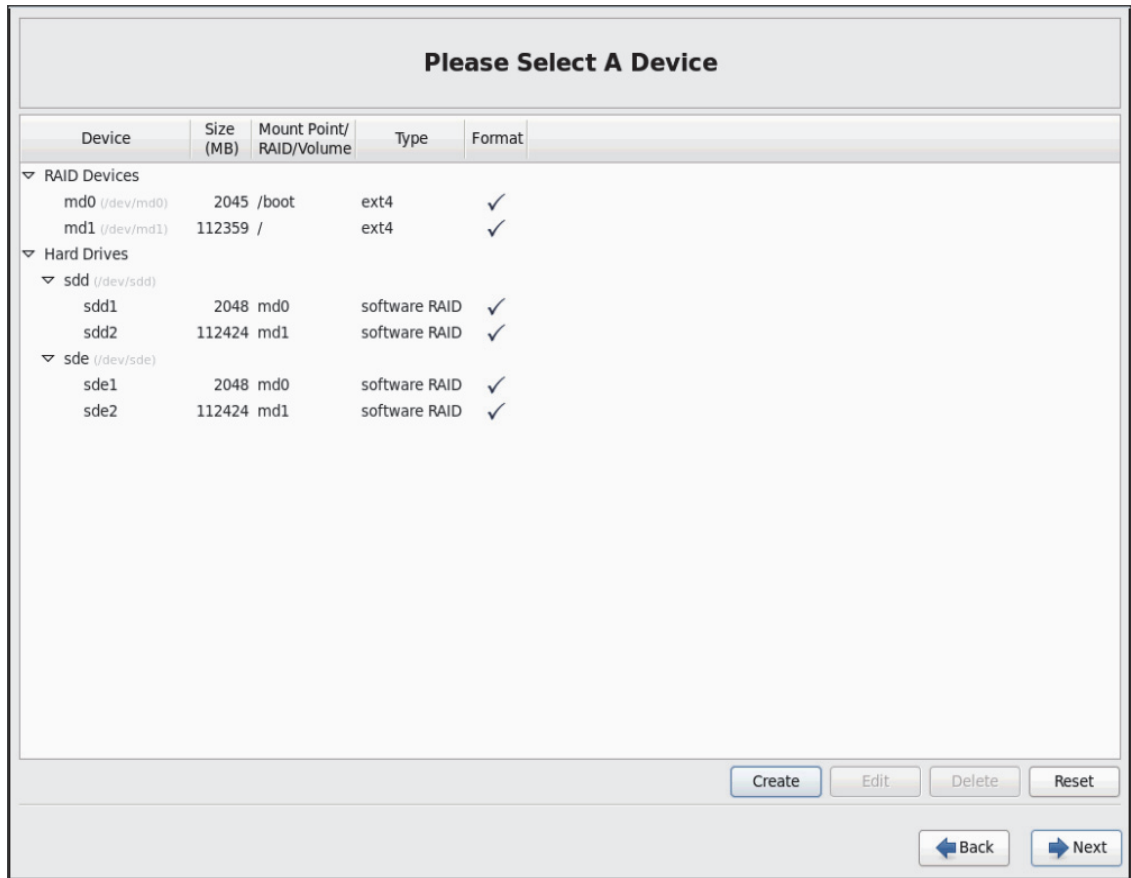 Please Select A Device
Device Size (MB) Mount Point/ RAID/Volume Type Format
RAID Devices
md0 (/dev/md0) 2045 /boot ext4 ✓
md1 (/dev/md1) 112359 / ext4 ✓
Hard Drives
sdd (/dev/sdd)
sdd1 2048 md0 software RAID ✓
sdd2 112424 md1 software RAID ✓
sde (/dev/sde)
sde1 2048 md0 software RAID ✓
sde2 112424 md1 software RAID ✓
Create Edit Delete Reset
Back Next